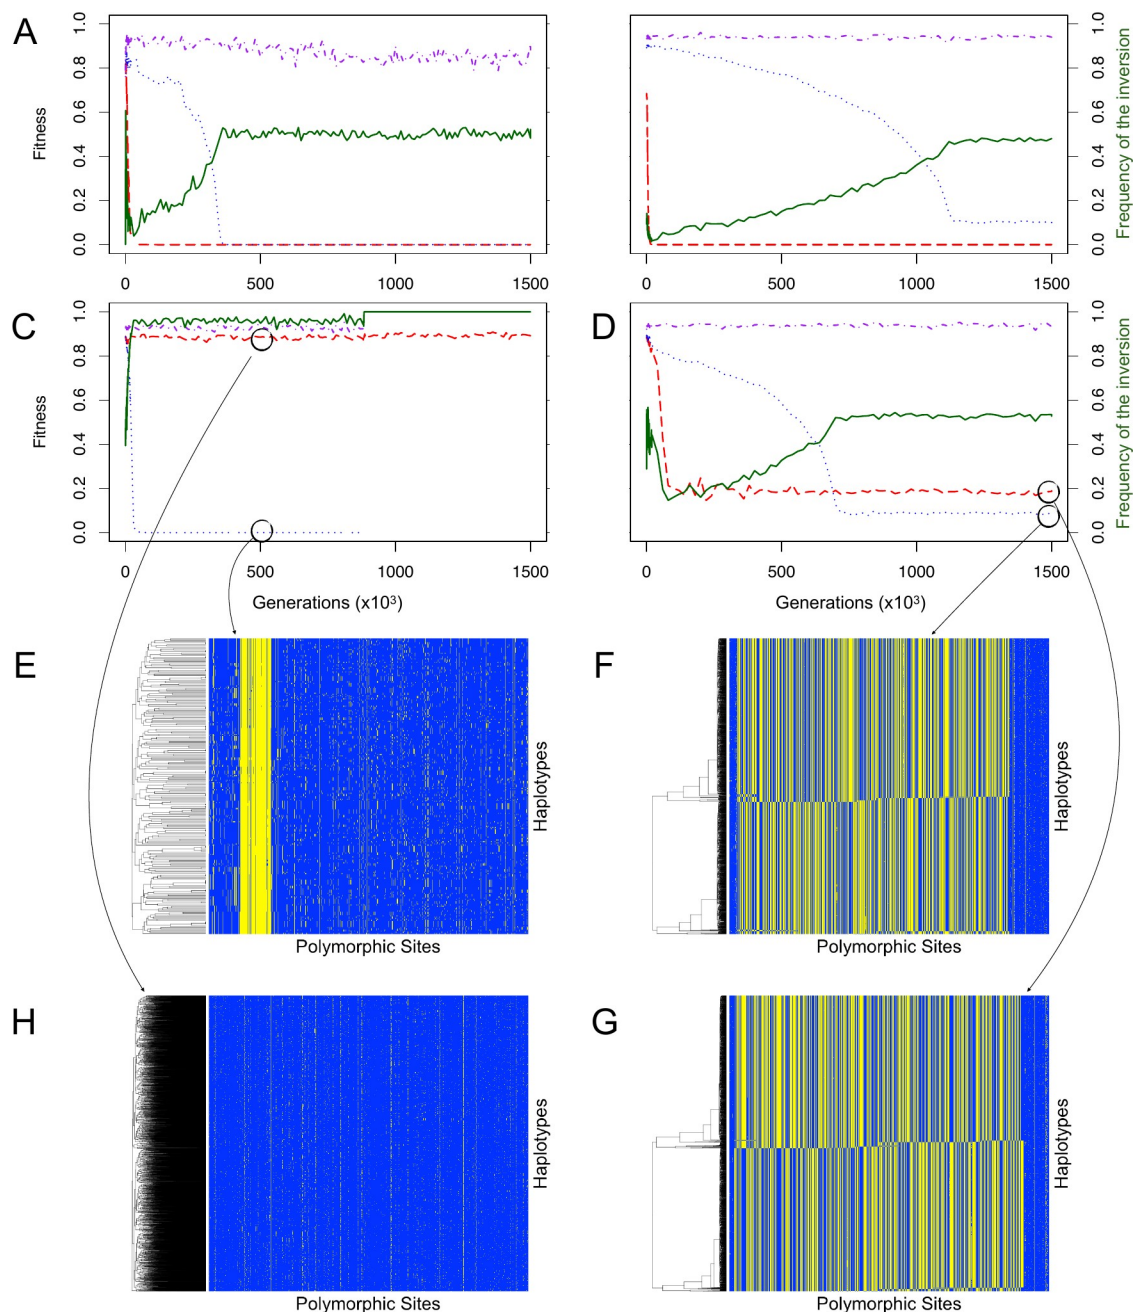 A
Fitness
0.0 0.2 0.4 0.6 0.8 1.0
0 500 1000 1500
0.0 0.2 0.4 0.6 0.8 1.0
Frequency of the inversion
0 500 1000 1500
C
Fitness
0.0 0.2 0.4 0.6 0.8 1.0
0 500 1000 1500
Generations (x10³)
D
0.0 0.2 0.4 0.6 0.8 1.0
Frequency of the inversion
0 500 1000 1500
Generations (x10³)
E
Haplotypes
Polymorphic Sites
F
Haplotypes
Polymorphic Sites
H
Haplotypes
Polymorphic Sites
G
Haplotypes
Polymorphic Sites